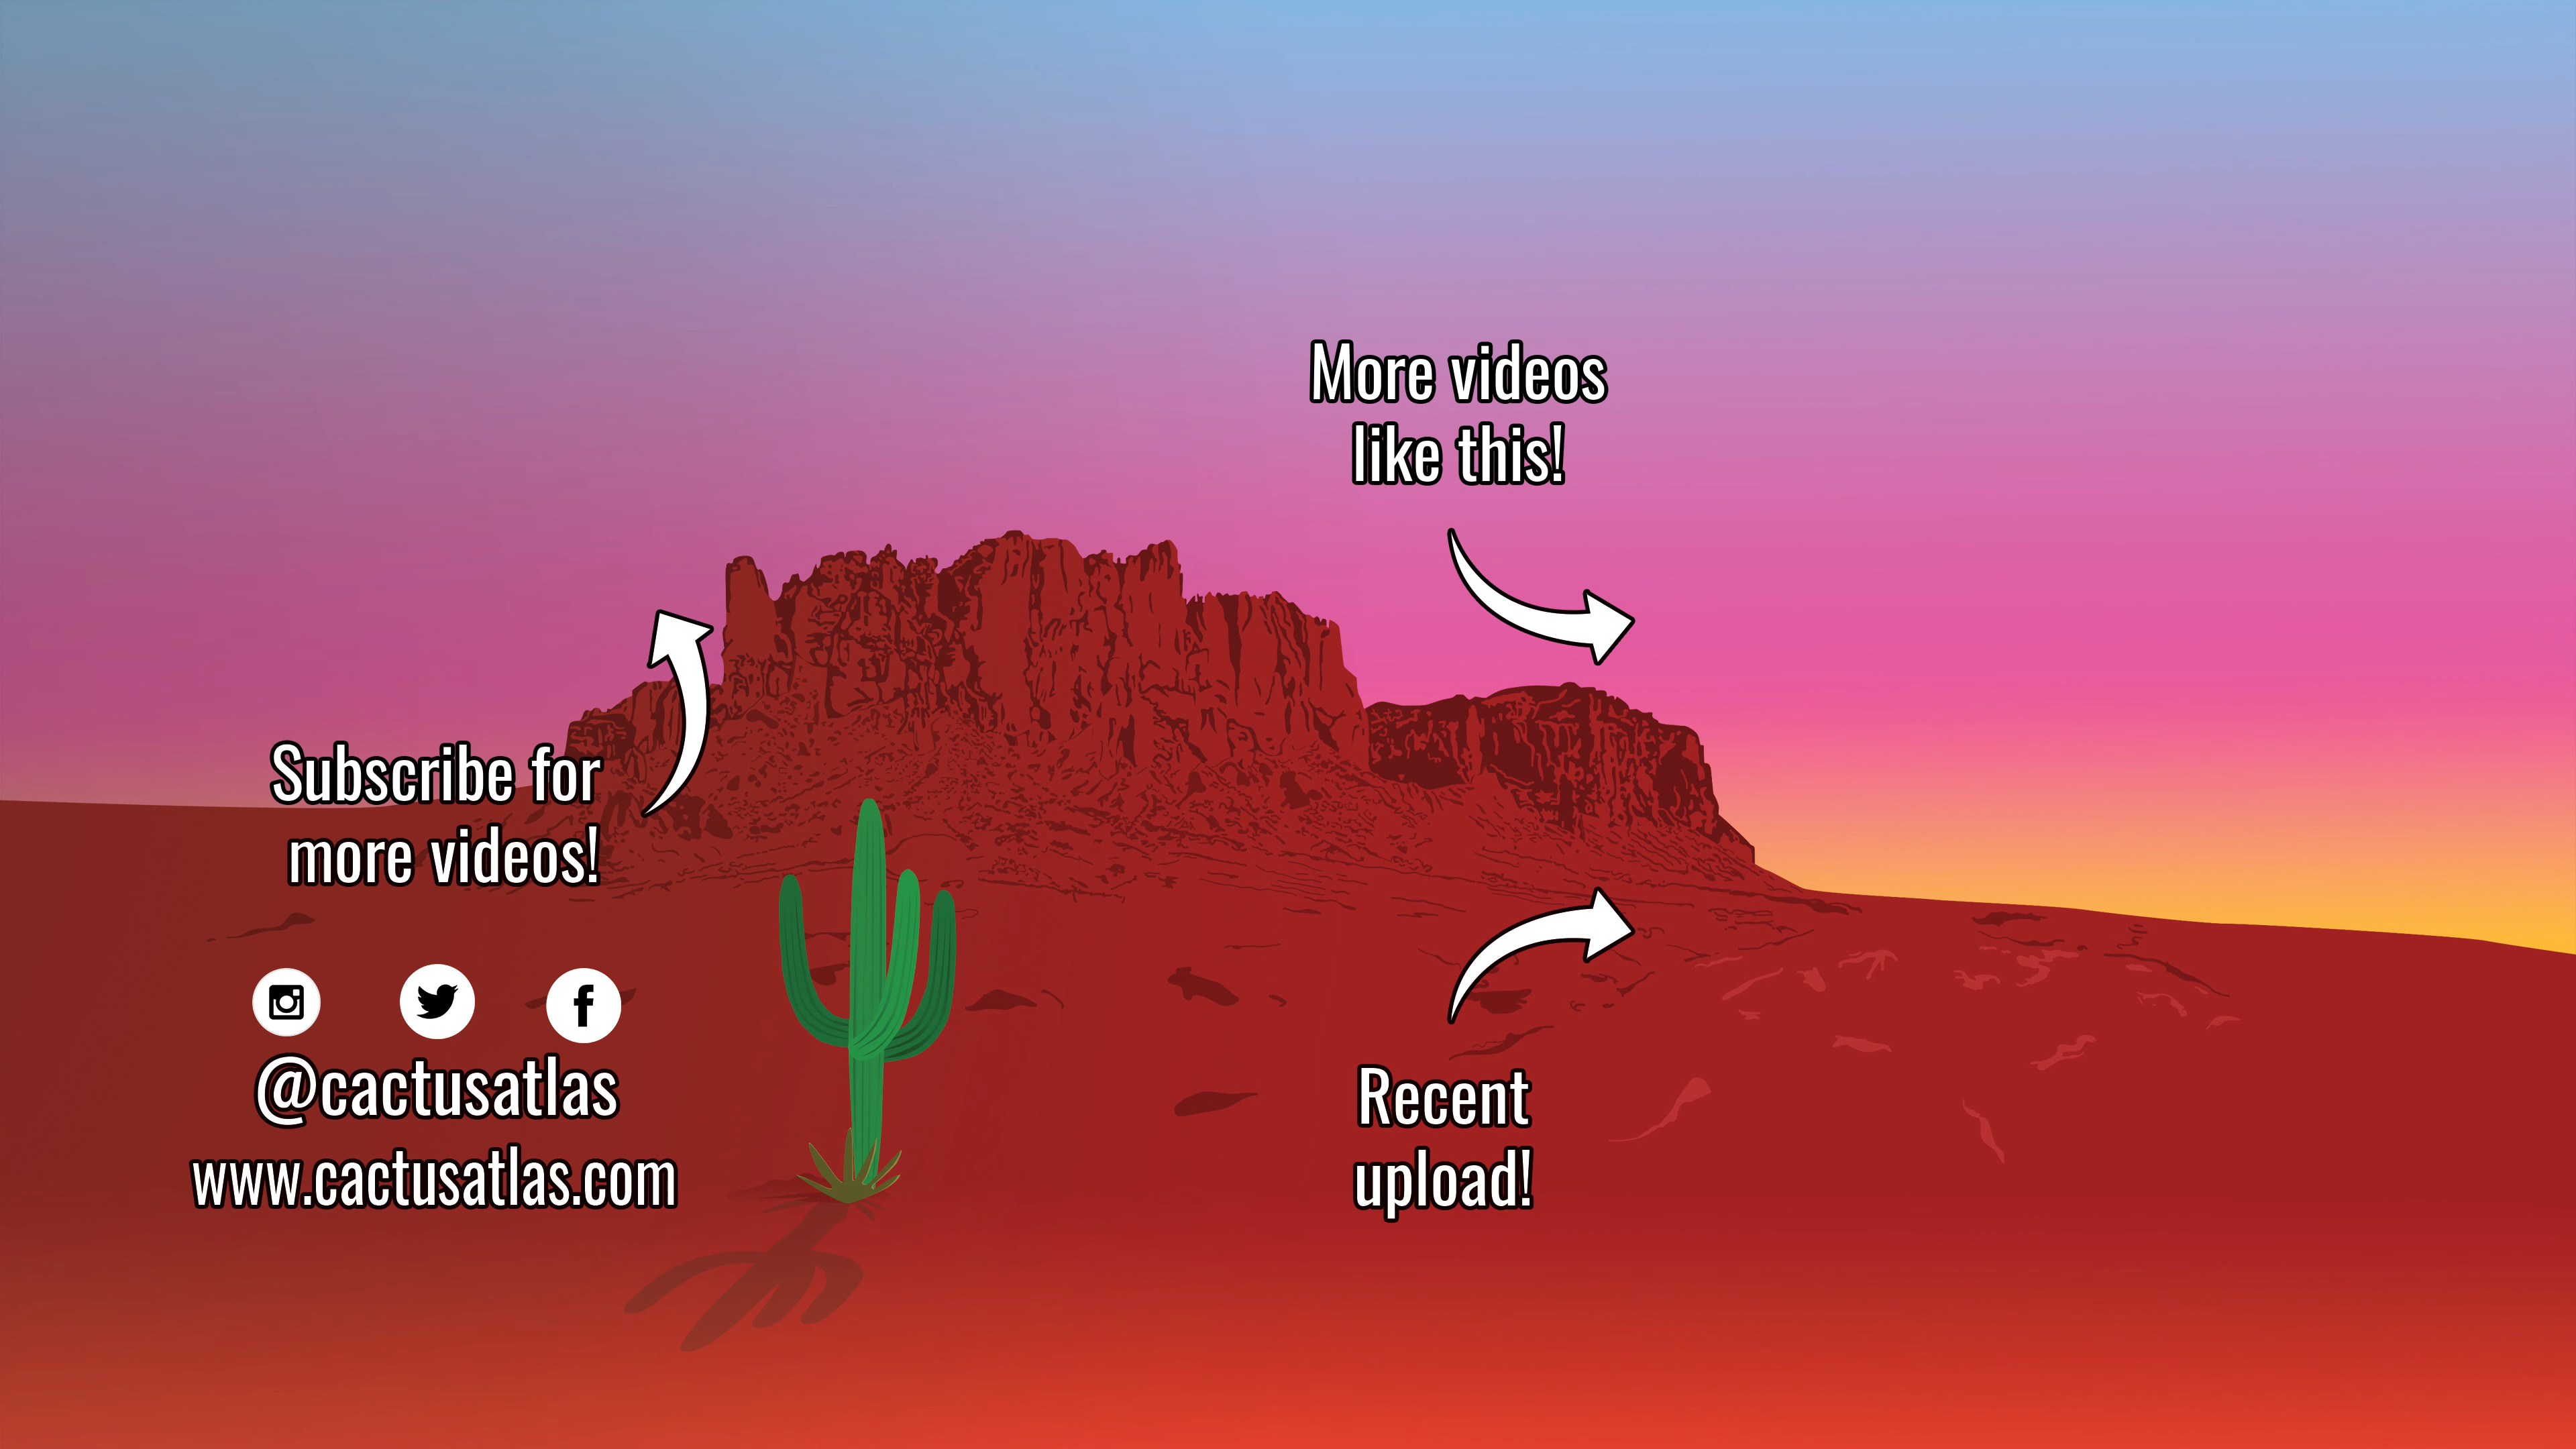 More videos
like this!
Subscribe for
more videos!
@cactusatlas
www.cactusatlas.com
Recent
upload!